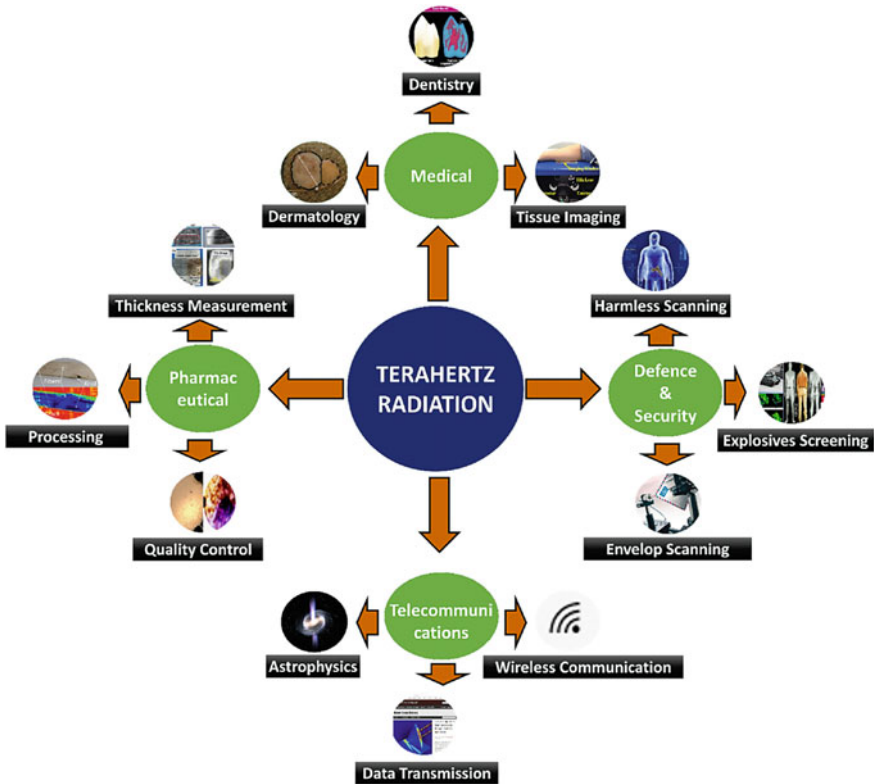 Dentistry
Medical
Dermatology
Tissue Imaging
Thickness Measurement
Harmless Scanning
TERAHERTZ
RADIATION
Pharmac
eutical
Defence
&
Security
Processing
Explosives Screening
Quality Control
Envelop Scanning
Telecommuni
cations
Astrophysics
Wireless Communication
Data Transmission